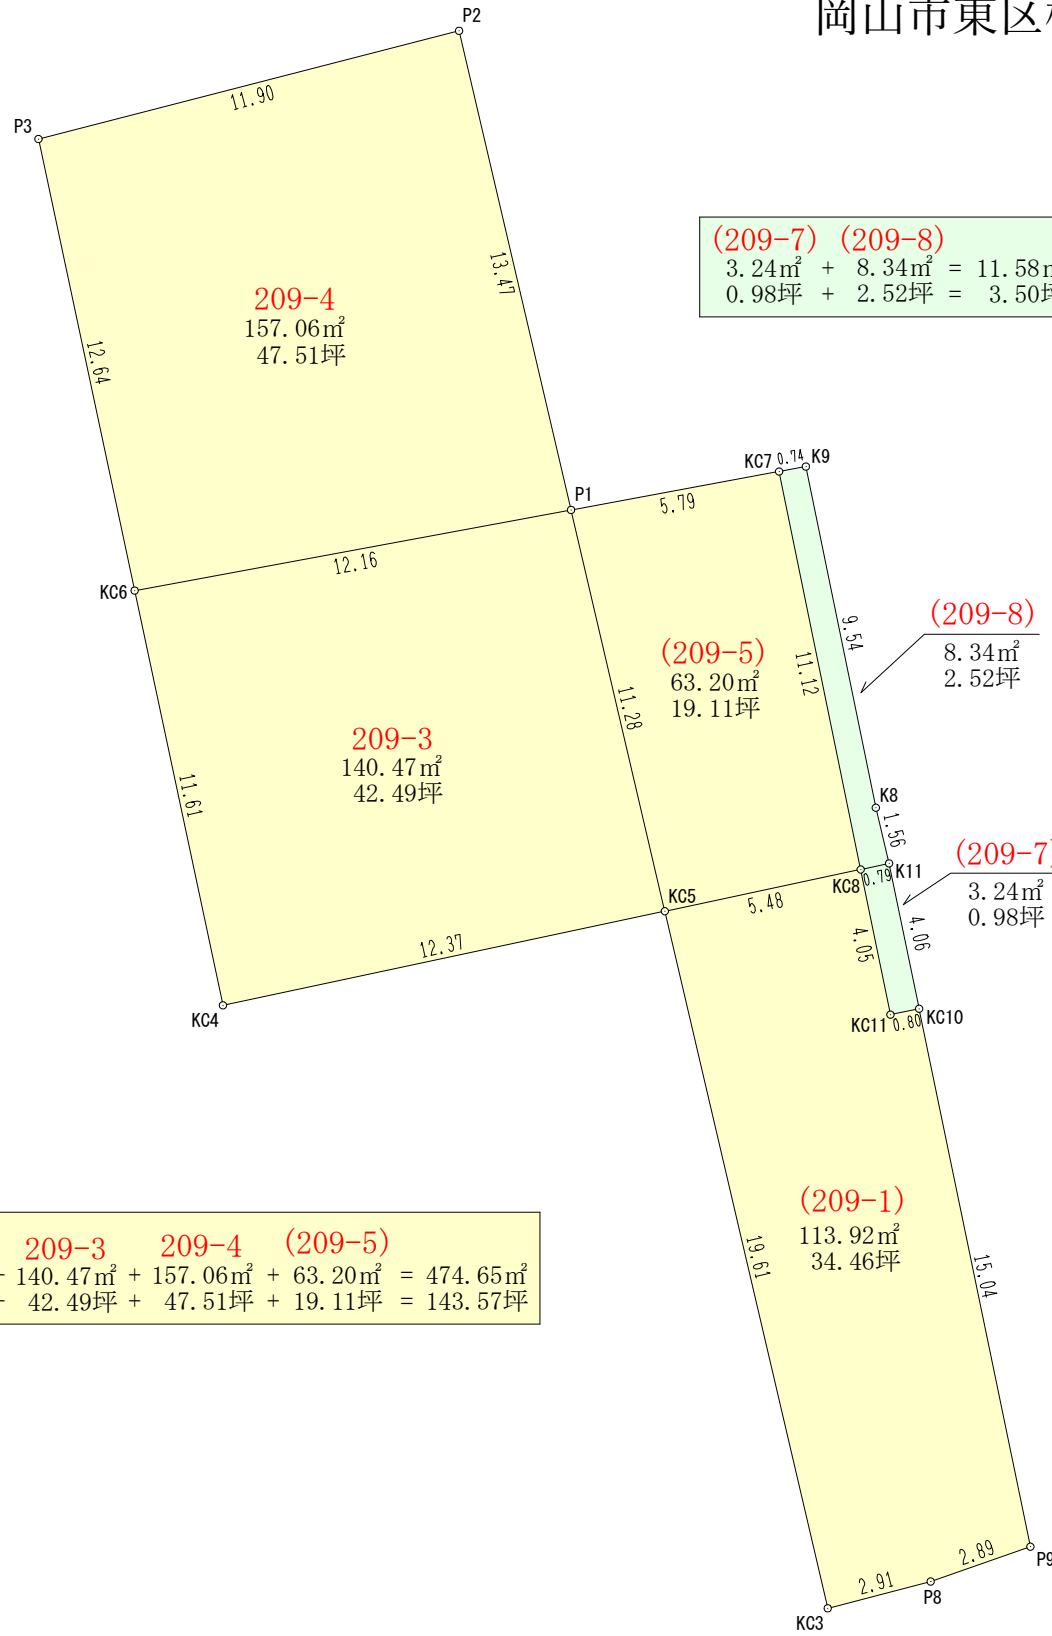 岡山市東区
P2
11.90
P3
13.47
(209-7) (209-8)
3.24㎡ + 8.34㎡ = 11.58㎡
0.98坪 + 2.52坪 = 3.50坪
209-4
157.06㎡
47.51坪
12.64
KC7 0.74 K9
P1
5.79
12.16
KC6
9.54
(209-8)
8.34㎡
2.52坪
(209-5)
63.20㎡
19.11坪
11.12
11.28
209-3
140.47㎡
42.49坪
11.61
K8
1.56
(209-7)
3.24㎡
0.98坪
K11
KC8 0.79
KC5
5.48
4.06
4.05
12.37
KC4
KC11 0.80 KC10
(209-1)
113.92㎡
34.46坪
209-3 209-4 (209-5)
+ 140.47㎡ + 157.06㎡ + 63.20㎡ = 474.65㎡
+ 42.49坪 + 47.51坪 + 19.11坪 = 143.57坪
19.61
15.04
2.89
P9
2.91
P8
KC3